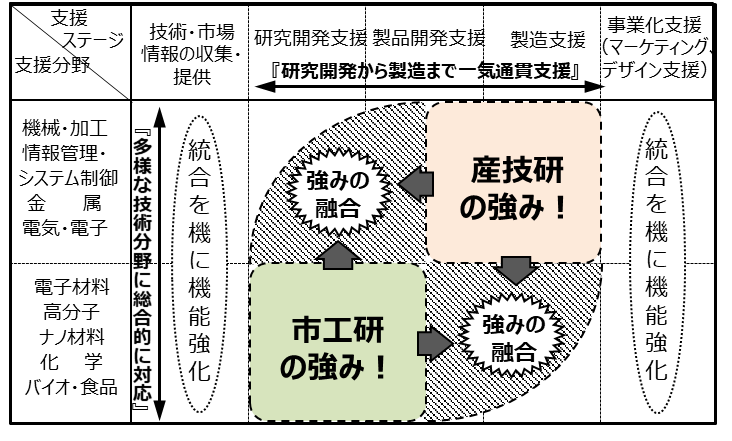 支援
ステージ
支援分野
技術・市場
情報の収集・
提供
研究開発支援
製品開発支援
製造支援
事業化支援
(マーケティング、
デザイン支援)
『研究開発から製造まで一気通貫支援』
機械・加工
情報管理・
システム制御
金　属
電気・電子
電子材料
高分子
ナノ材料
化　学
バイオ・食品
『多様な技術分野に総合的に対応』
統合を機に機能強化
強みの
融合
産技研
の強み！
市工研
の強み！
強みの
融合
統合を機に機能強化